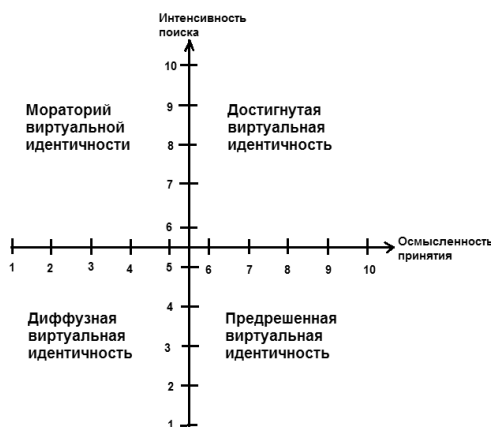 Интенсивность
поиска
10
Мораторий
виртуальной
идентичности
9
8
7
6
Достигнутая
виртуальная
идентичность
Осмысленность
принятия
1 2 3 4 5 6 7 8 9 10
Диффузная
виртуальная
идентичность
4
3
2
1
Предрешенная
виртуальная
идентичность